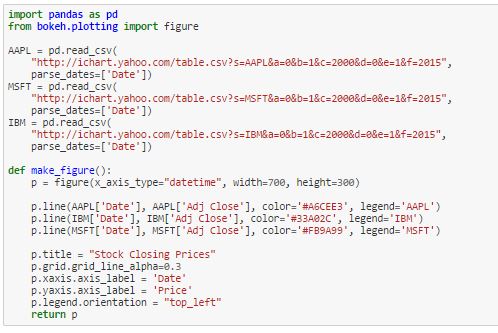 import pandas as pd
from bokeh.plotting import figure

AAPL = pd.read_csv(
    "http://ichart.yahoo.com/table.csv?s=AAPL&a=0&b=1&c=2000&d=0&e=1&f=2015",
    parse_dates=['Date'])
MSFT = pd.read_csv(
    "http://ichart.yahoo.com/table.csv?s=MSFT&a=0&b=1&c=2000&d=0&e=1&f=2015",
    parse_dates=['Date'])
IBM = pd.read_csv(
    "http://ichart.yahoo.com/table.csv?s=IBM&a=0&b=1&c=2000&d=0&e=1&f=2015",
    parse_dates=['Date'])

def make_figure():
    p = figure(x_axis_type="datetime", width=700, height=300)

    p.line(AAPL['Date'], AAPL['Adj Close'], color='#A6CEE3', legend='AAPL')
    p.line(IBM['Date'], IBM['Adj Close'], color='#33A02C', legend='IBM')
    p.line(MSFT['Date'], MSFT['Adj Close'], color='#FB9A99', legend='MSFT')

    p.title = "Stock Closing Prices"
    p.grid.grid_line_alpha=0.3
    p.xaxis.axis_label = 'Date'
    p.yaxis.axis_label = 'Price'
    p.legend.orientation = "top_left"
    return p